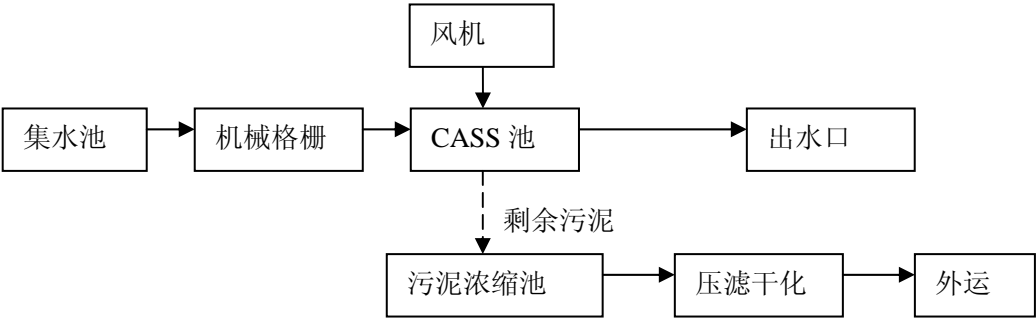 风机
集水池
机械格栅
CASS 池
出水口
剩余污泥
污泥浓缩池
压滤干化
外运